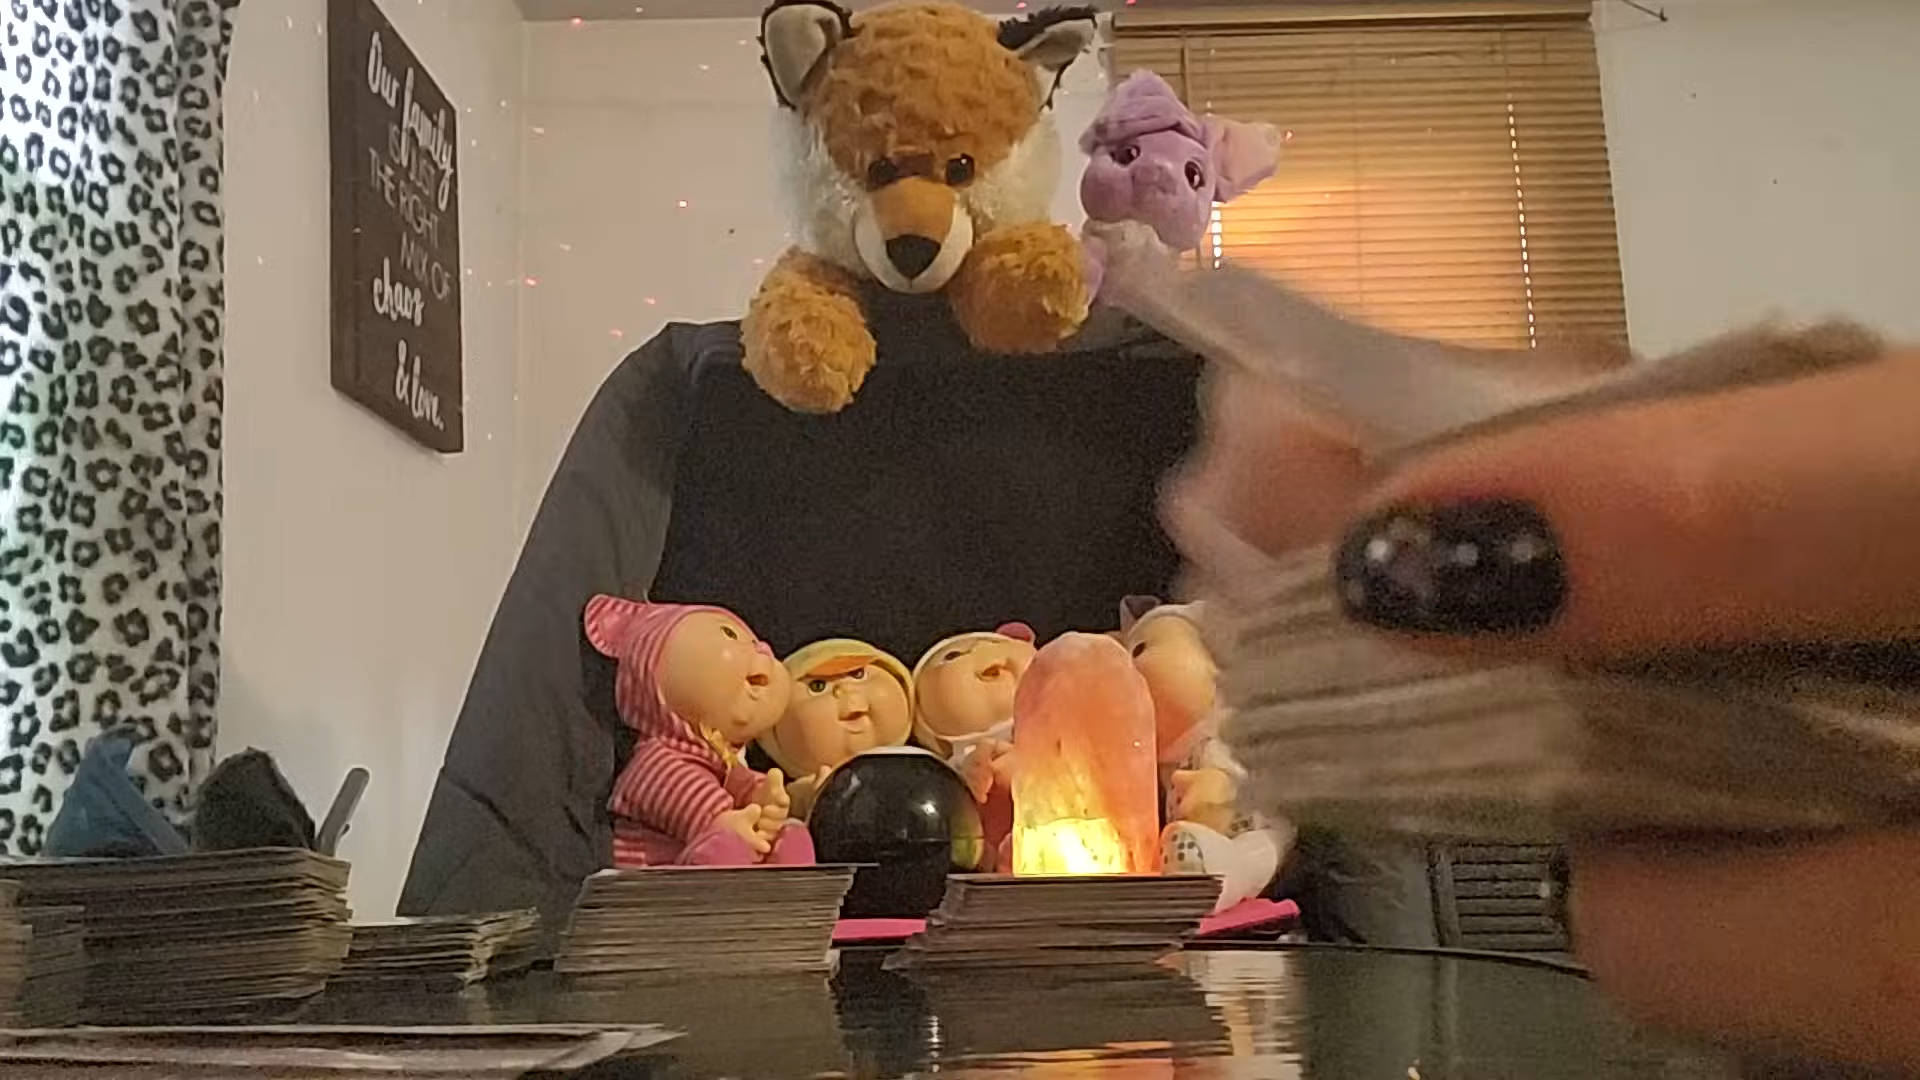 Our family
IS JUST
THE RIGHT
MIX OF
chaos
& love.